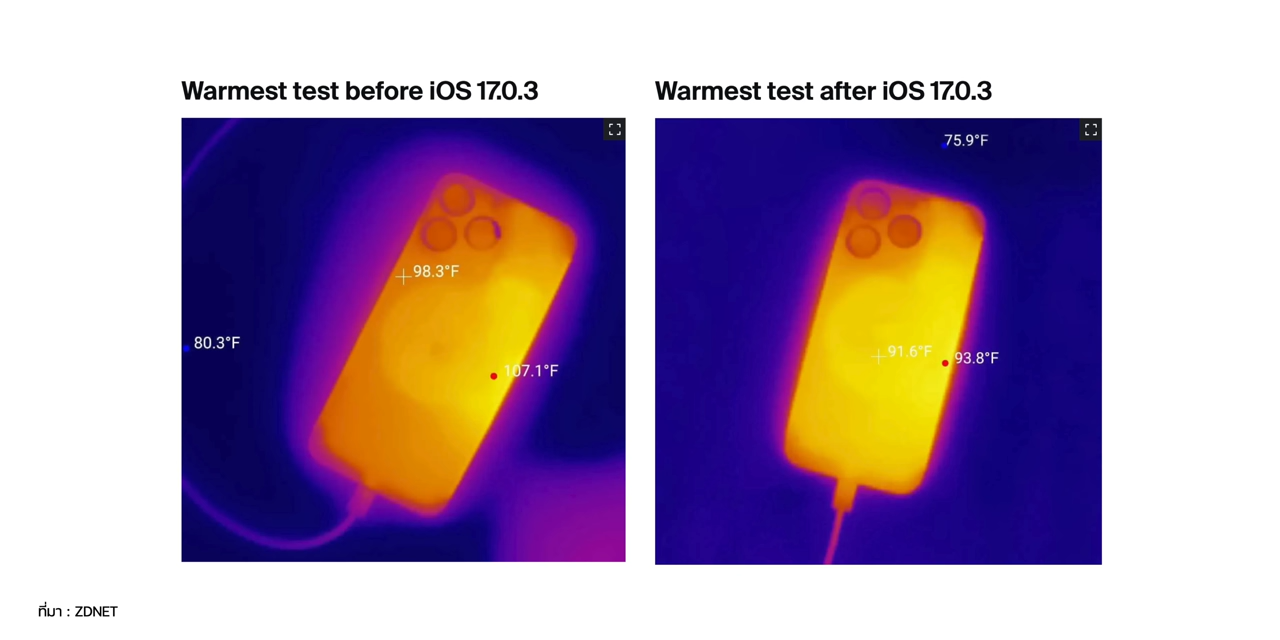 Warmest test before iOS 17.0.3
Warmest test after iOS 17.0.3
98.3°F
80.3°F
107.1°F
75.9°F
91.6°F
93.8°F
ที่มา : ZDNET